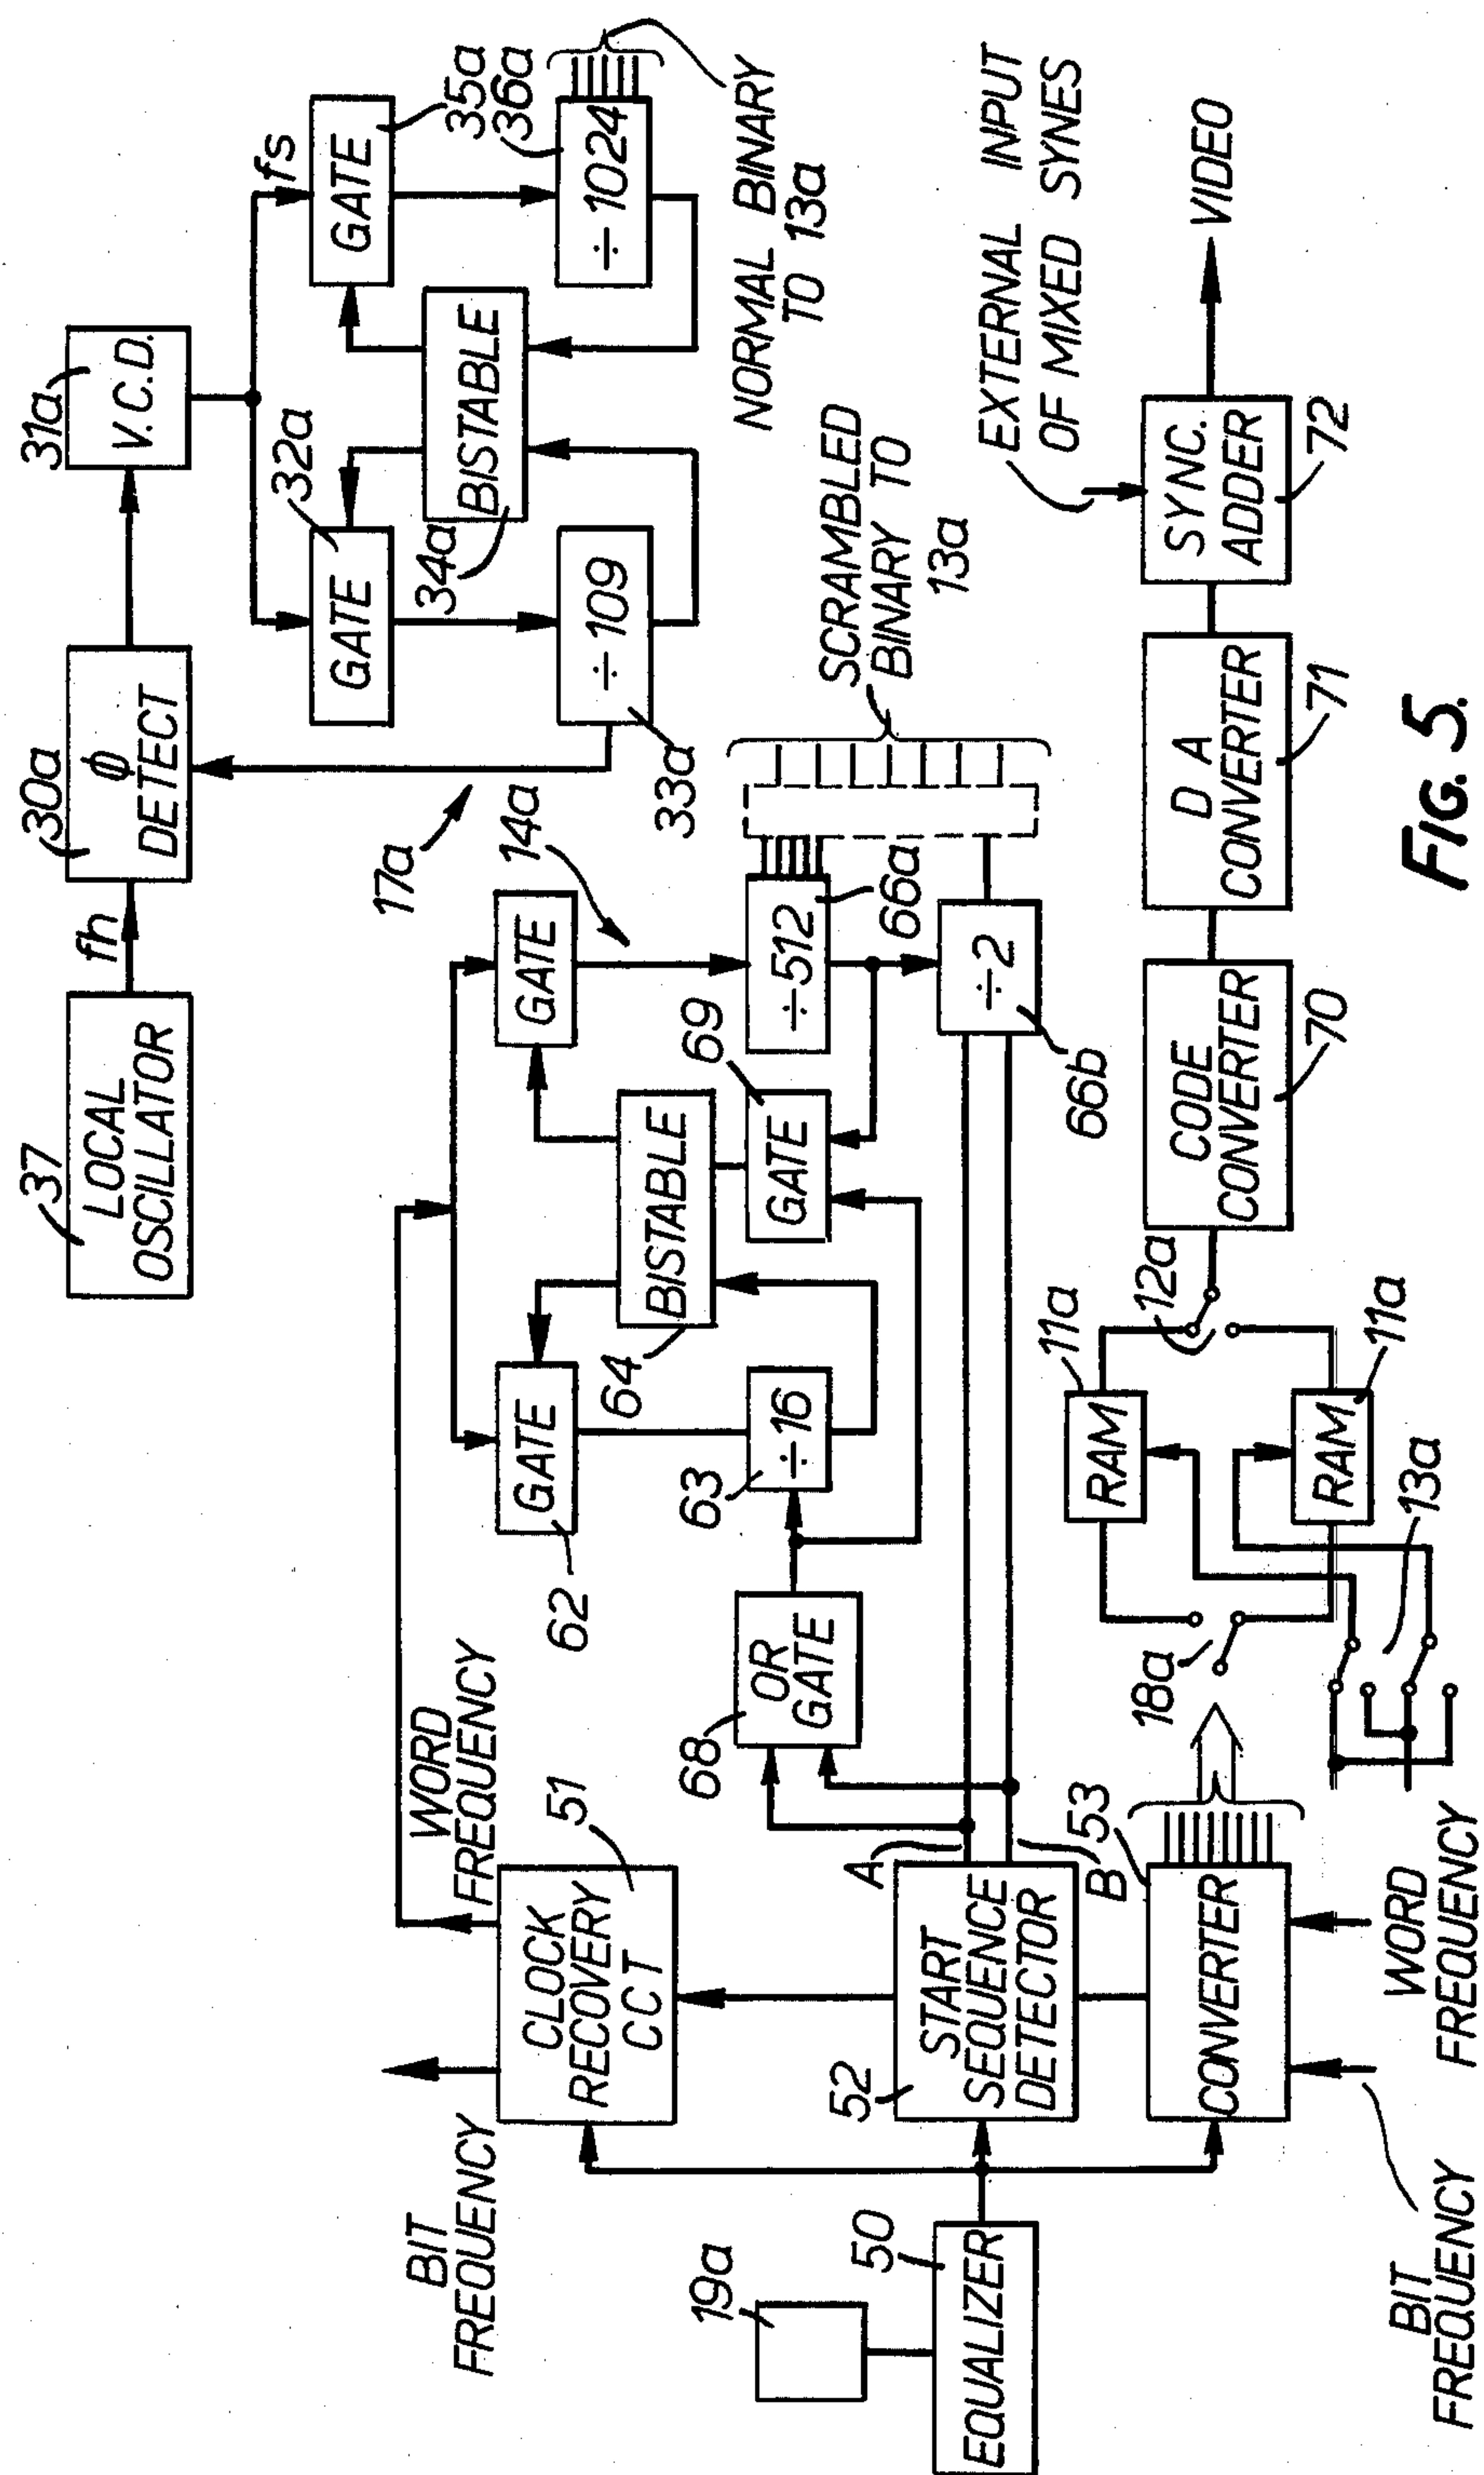 37
LOCAL
OSCILLATOR
fh
30a
Φ
DETECT
31a
V.C.D.
fs
32a
GATE
GATE
35a
36a
34a
BISTABLE
÷109
33a
÷1024
NORMAL BINARY
TO 13a
17a
BIT
FREQUENCY
WORD
FREQUENCY
CLOCK
RECOVERY
CCT
51
62
GATE
64
BISTABLE
GATE
14a
63
÷16
69
GATE
÷512
66a
÷2
66b
SCRAMBLED
BINARY TO
13a
68
OR
GATE
19a
50
EQUALIZER
52
START
SEQUENCE
DETECTOR
A
B
53
CONVERTER
BIT
FREQUENCY
WORD
FREQUENCY
18a
13a
11a
RAM
RAM
11a
12a
CODE
CONVERTER
70
D A
CONVERTER
71
SYNC.
ADDER
72
EXTERNAL INPUT
OF MIXED SYNES
VIDEO
FIG. 5.